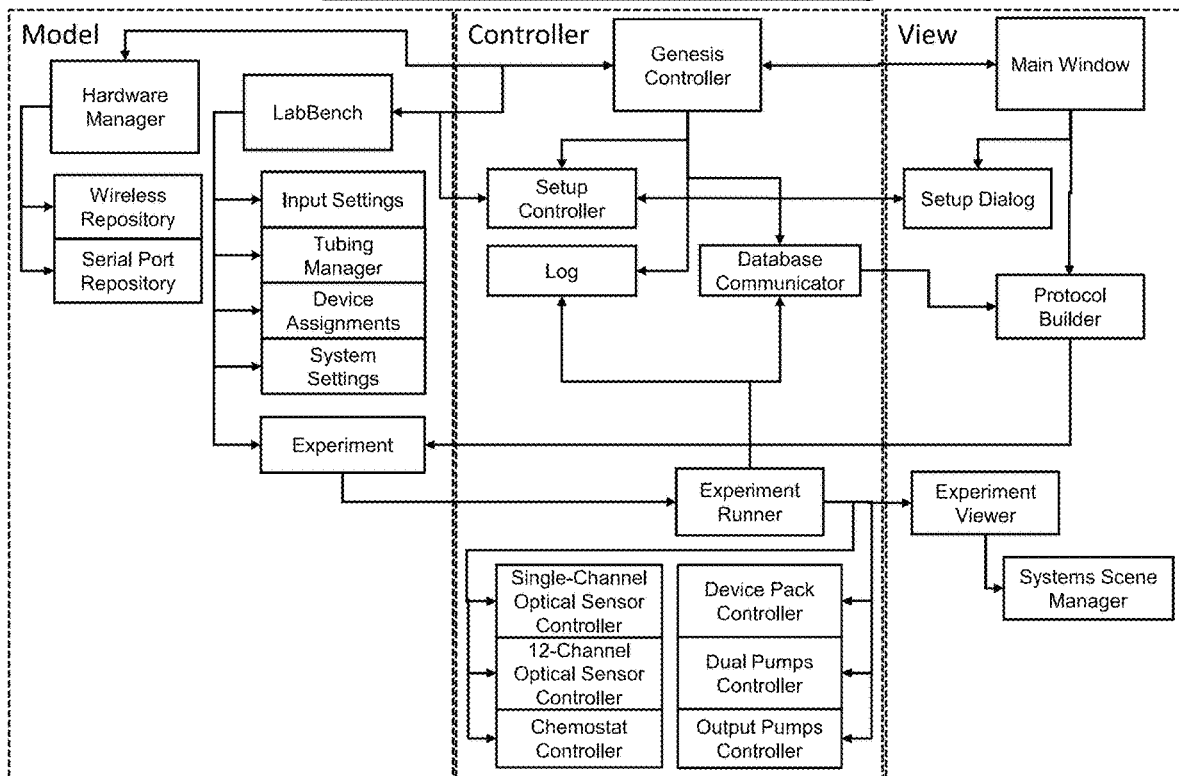 Model
Controller
View
Hardware
Manager
LabBench
Genesis
Controller
Main Window
Wireless
Repository
Serial Port
Repository
Input Settings
Tubing
Manager
Device
Assignments
System
Settings
Experiment
Setup
Controller
Log
Database
Communicator
Setup Dialog
Protocol
Builder
Experiment
Runner
Experiment
Viewer
Systems Scene
Manager
Single-Channel
Optical Sensor
Controller
12-Channel
Optical Sensor
Controller
Chemostat
Controller
Device Pack
Controller
Dual Pumps
Controller
Output Pumps
Controller